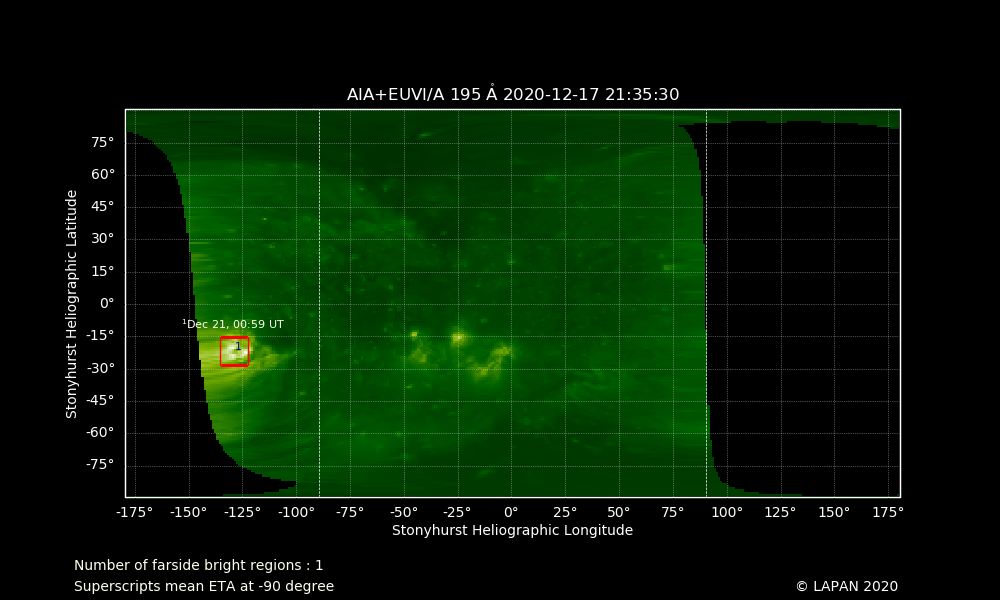 AIA+EUVI/A 195 Å 2020-12-17 21:35:30
75°
60°
45°
30°
15°
0°
-15°
-30°
-45°
-60°
-75°
Stonyhurst Heliographic Latitude
¹Dec 21, 00:59 UT
1
-175° -150° -125° -100° -75° -50° -25° 0° 25° 50° 75° 100° 125° 150° 175°
Stonyhurst Heliographic Longitude
Number of farside bright regions : 1
Superscripts mean ETA at -90 degree
© LAPAN 2020